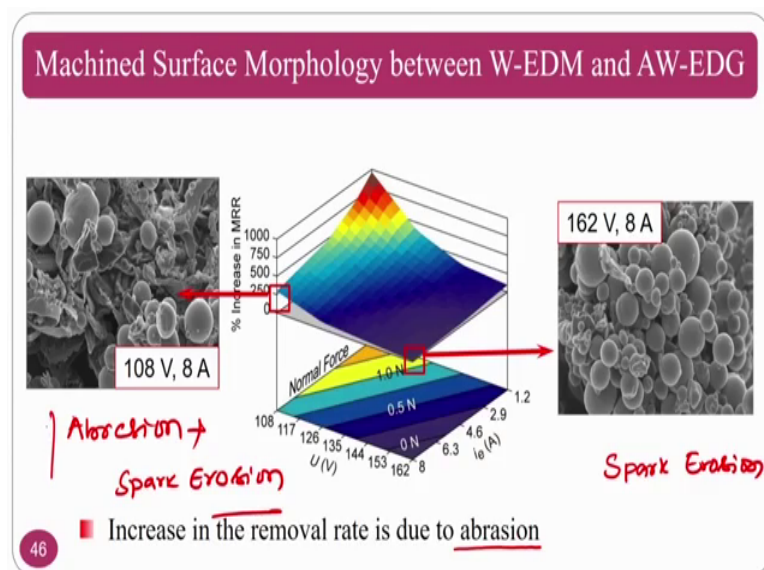 Machined Surface Morphology between W-EDM and AW-EDG
% Increase in MRR
1000
750
500
250
0
108 V, 8 A
162 V, 8 A
Normal Force
1.0 N
0.5 N
0 N
108
117
126
135
144
153
162
U (V)
8
6.3
4.6
2.9
1.2
iₑ (A)
Abrction +
Spark Erosion
Spark Erosion
Increase in the removal rate is due to abrasion
46